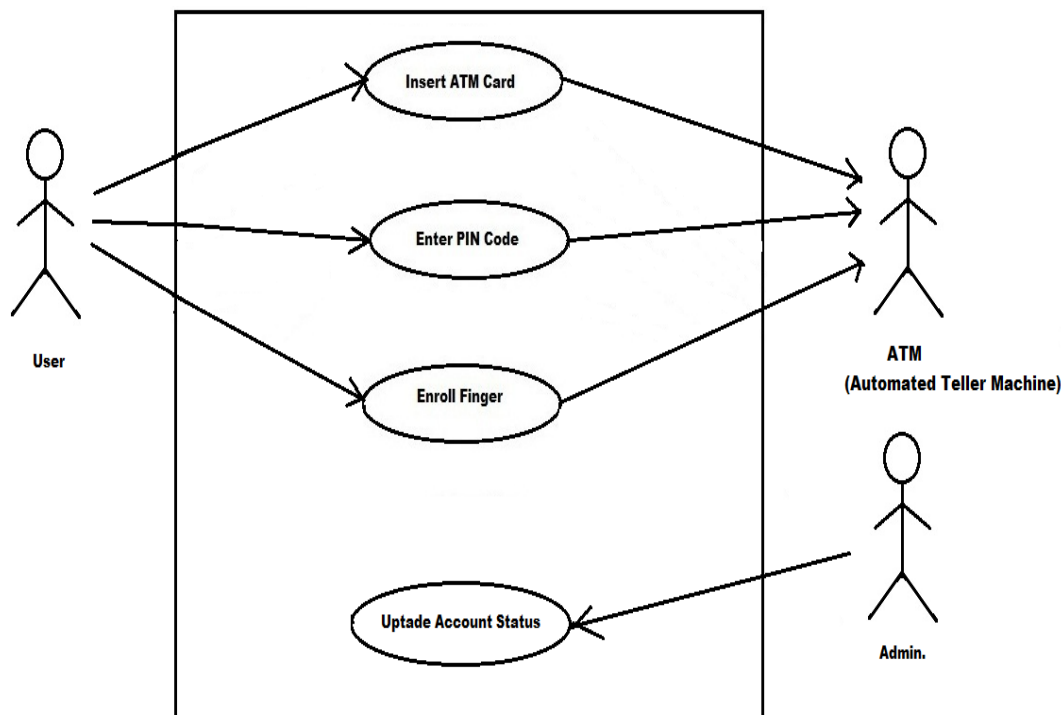 Insert ATM Card
Enter PIN Code
User
ATM
(Automated Teller Machine)
Enroll Finger
Uptade Account Status
Admin.